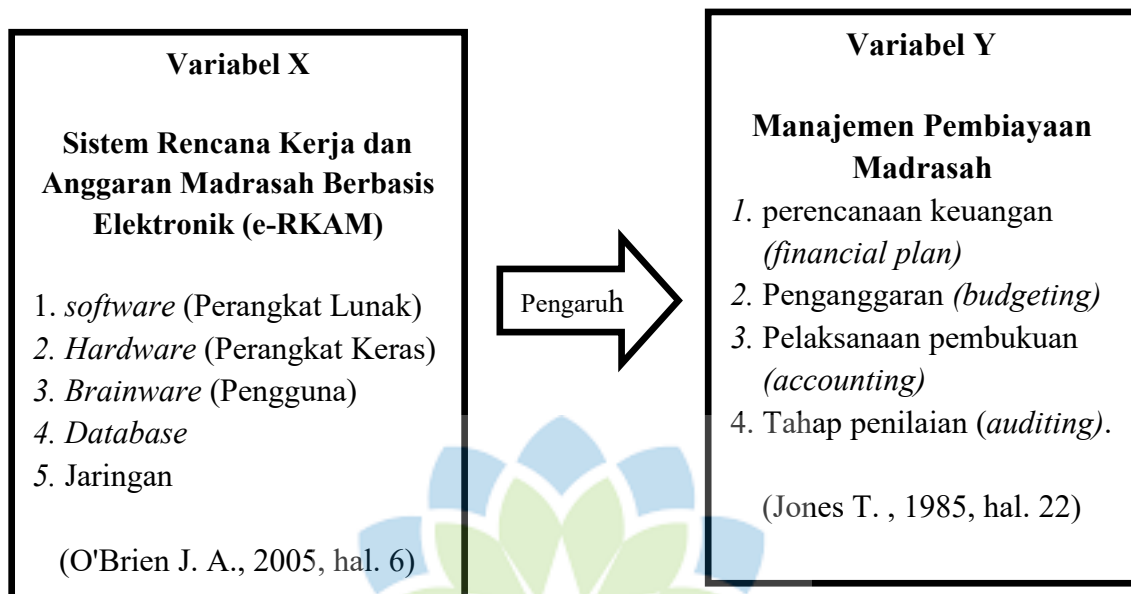 Variabel X
Sistem Rencana Kerja dan
Anggaran Madrasah Berbasis
Elektronik (e-RKAM)
1. software (Perangkat Lunak)
2. Hardware (Perangkat Keras)
3. Brainware (Pengguna)
4. Database
5. Jaringan
(O'Brien J. A., 2005, hal. 6)
Pengaruh
Variabel Y
Manajemen Pembiayaan
Madrasah
1. perencanaan keuangan
(financial plan)
2. Penganggaran (budgeting)
3. Pelaksanaan pembukuan
(accounting)
4. Tahap penilaian (auditing).
(Jones T. , 1985, hal. 22)